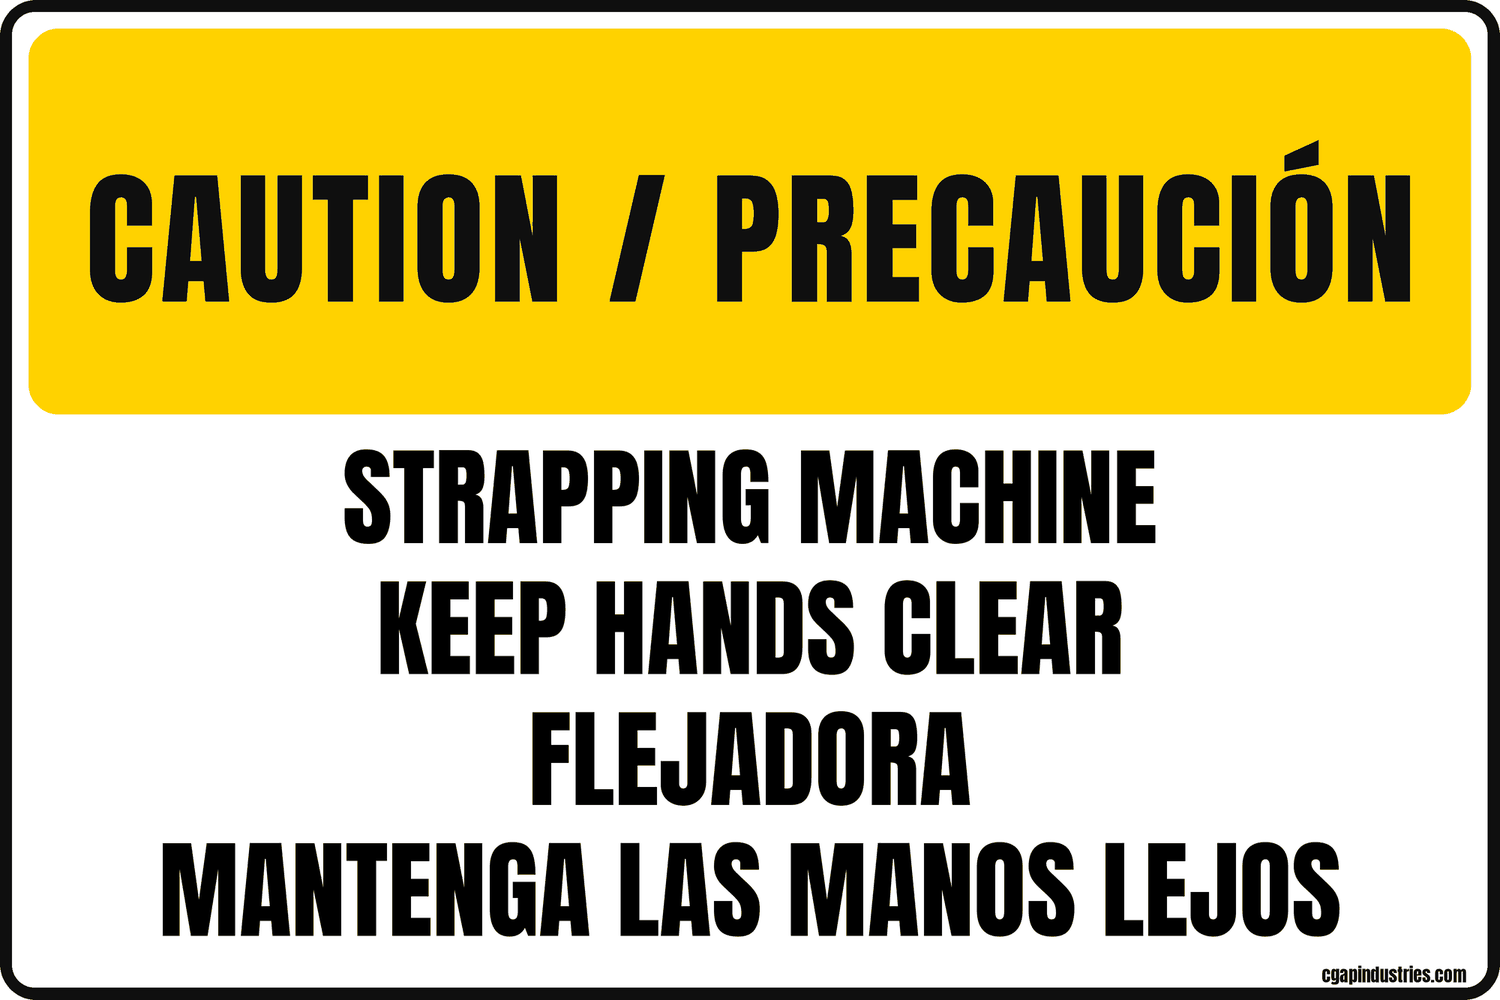 CAUTION / PRECAUCIÓN
STRAPPING MACHINE
KEEP HANDS CLEAR
FLEJADORA
MANTENGA LAS MANOS LEJOS
cgapindustries.com